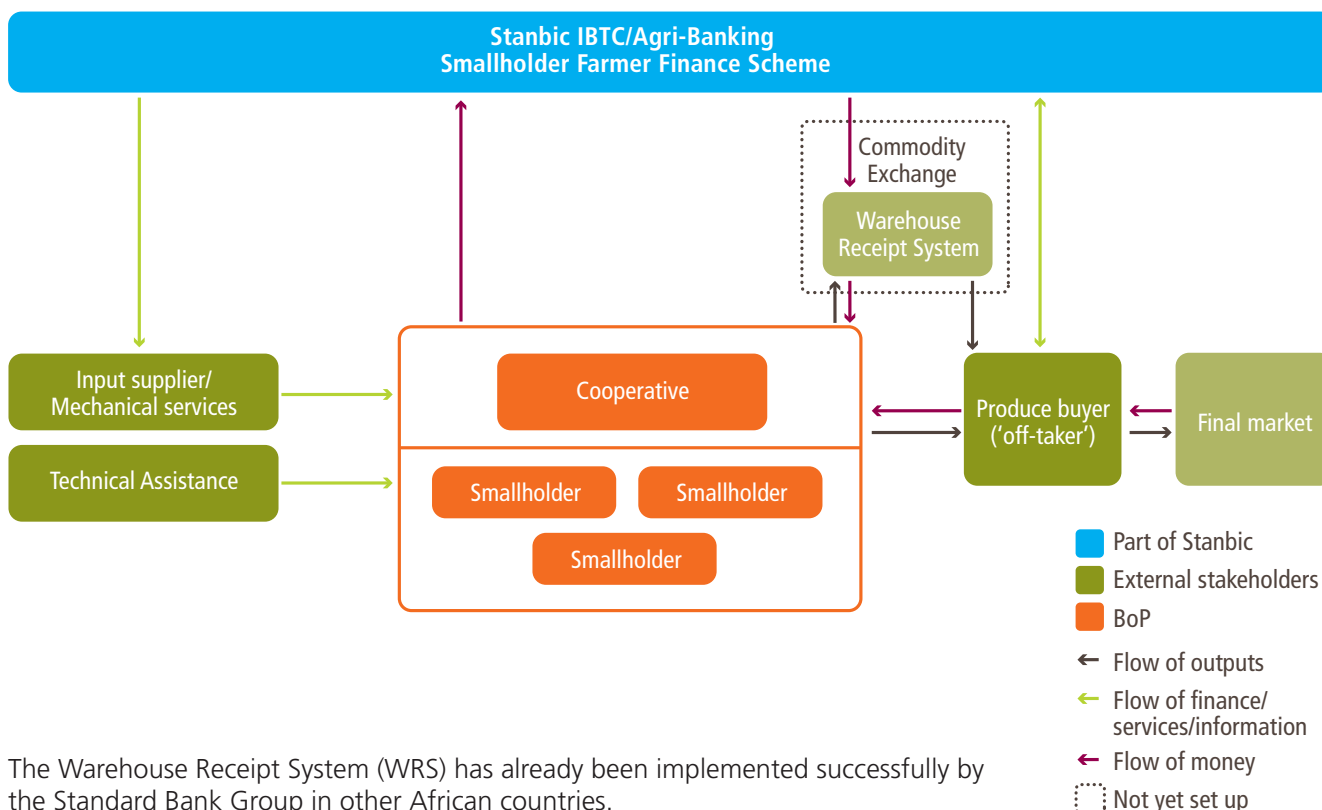 Stanbic IBTC/Agri-Banking
Smallholder Farmer Finance Scheme
Commodity
Exchange
Warehouse
Receipt System
Input supplier/
Mechanical services
Technical Assistance
Cooperative
Smallholder
Smallholder
Smallholder
Produce buyer
('off-taker')
Final market
Part of Stanbic
External stakeholders
BoP
Flow of outputs
Flow of finance/
services/information
Flow of money
Not yet set up
The Warehouse Receipt System (WRS) has already been implemented successfully by
the Standard Bank Group in other African countries.